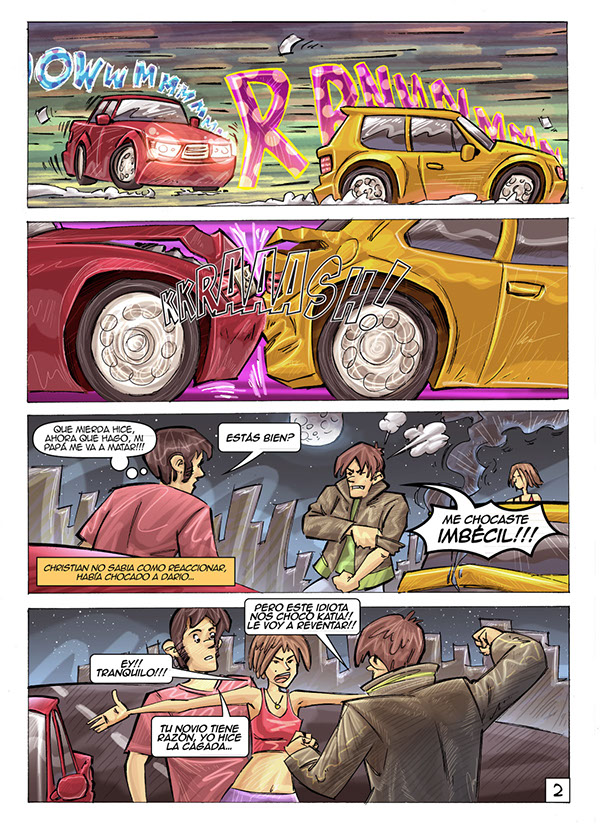 OOWWMMMMMM...
RRNNMMMMMM
KKRAAAASH!
QUE MIERDA HICE,
AHORA QUE HAGO, MI
PAPÁ ME VA A MATAR!!!
ESTÁS BIEN?
ME CHOCASTE
IMBÉCIL!!!
CHRISTIAN NO SABIA COMO REACCIONAR,
HABÍA CHOCADO A DARIO...
PERO ESTE IDIOTA
NOS CHOCO KATIA!!
LE VOY A REVENTAR!!
EY!!
TRANQUILO!!!
TU NOVIO TIENE
RAZÓN, YO HICE
LA CAGADA...
2